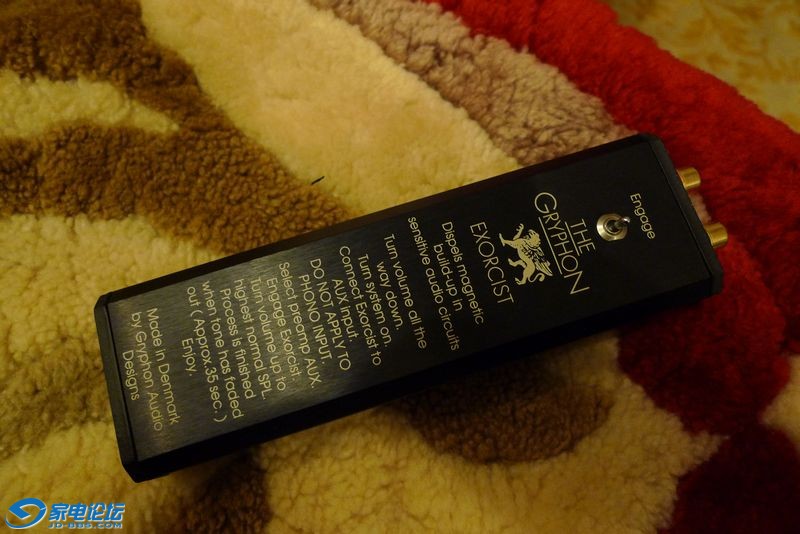 Engage
THE
GRYPHON
EXORCIST
Dispels magnetic
build-up in
sensitive audio circuits
Turn volume all the
way down.
Turn system on.
Connect Exorcist to
AUX input.
DO NOT APPLY TO
PHONO INPUT.
Select preamp AUX.
Engage Exorcist.
Turn volume up to
highest normal SPL.
Process is finished
when tone has faded
out (Approx.35sec.)
Enjoy.
Made in Denmark
by Gryphon Audio
Designs
家电论坛
JD-BBS.COM